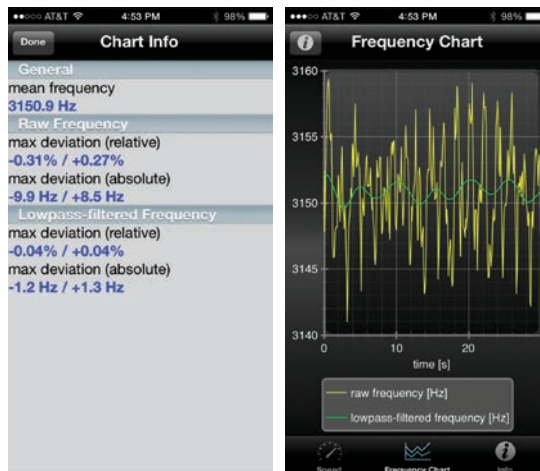 AT&T 4:53 PM 98%
Done Chart Info
General
mean frequency
3150.9 Hz
Raw Frequency
max deviation (relative)
-0.31% / +0.27%
max deviation (absolute)
-9.9 Hz / +8.5 Hz
Lowpass-filtered Frequency
max deviation (relative)
-0.04% / +0.04%
max deviation (absolute)
-1.2 Hz / +1.3 Hz
AT&T 4:53 PM 98%
i Frequency Chart
3160
3155
3150
3145
3140
0 10 20
time [s]
raw frequency [Hz]
lowpass-filtered frequency [Hz]
Speed Frequency Chart Info